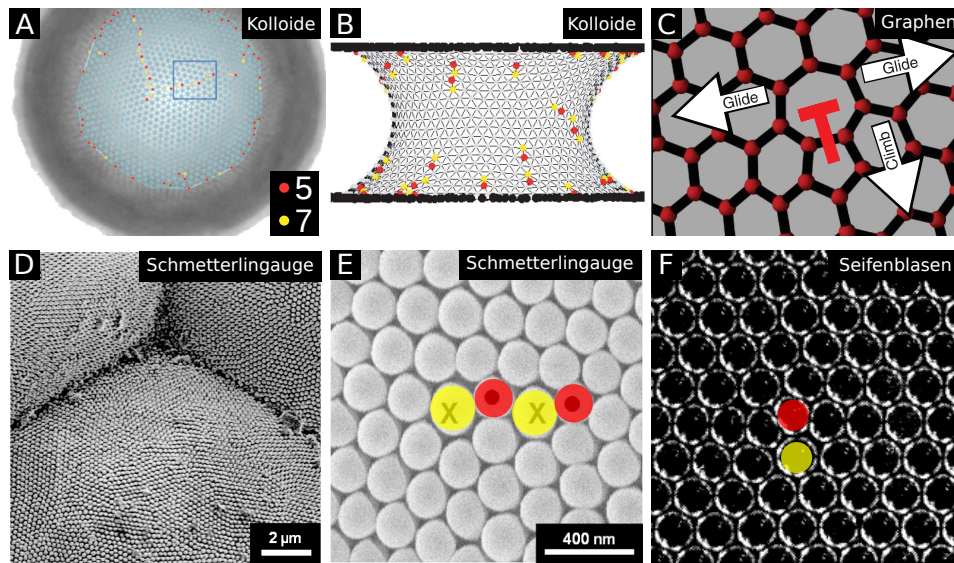 A
Kolloide
5
7
B
Kolloide
C
Graphen
Glide
Glide
Climb
D
Schmetterlingauge
2 µm
E
Schmetterlingauge
X
X
400 nm
F
Seifenblasen